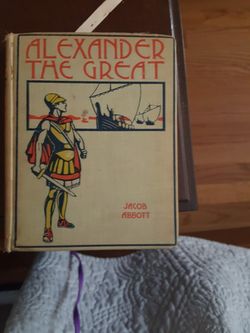 ALEXANDER
THE GREAT
JACOB
ABBOTT